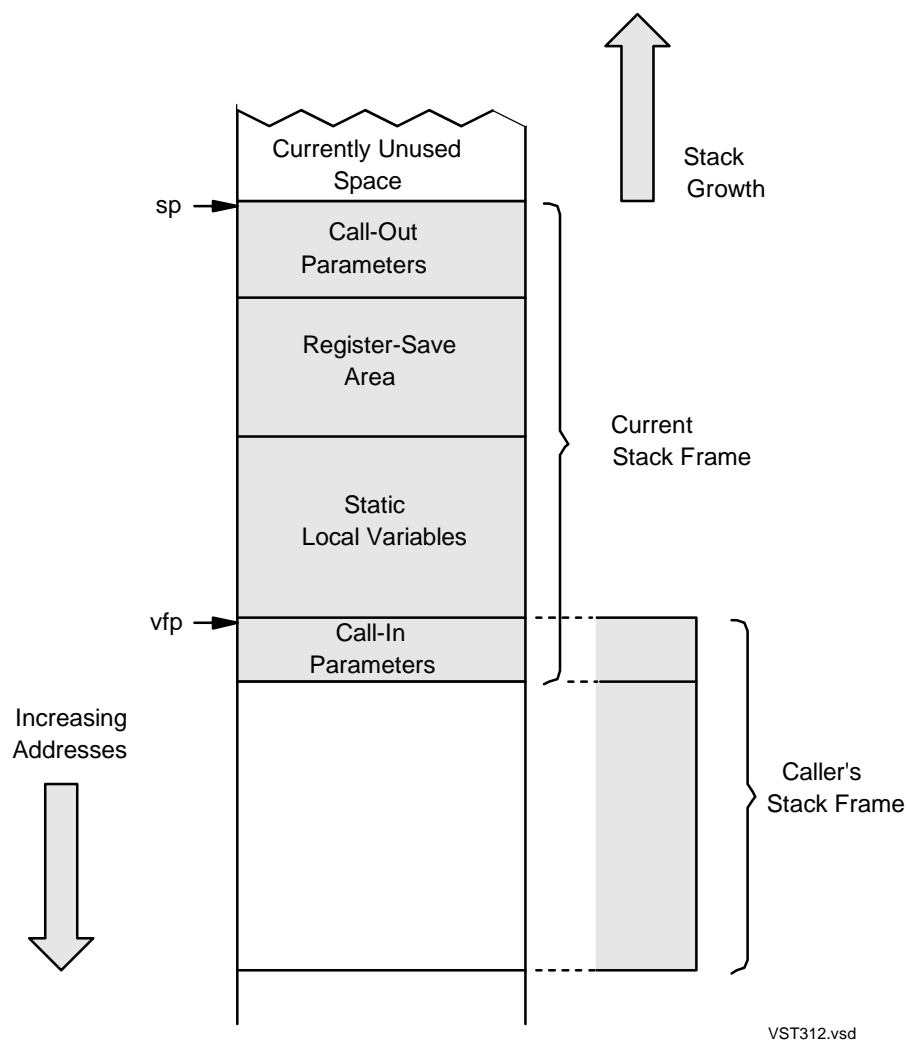 Currently Unused
Space
Stack
Growth
sp
Call-Out
Parameters
Register-Save
Area
Current
Stack Frame
Static
Local Variables
vfp
Call-In
Parameters
Increasing
Addresses
Caller's
Stack Frame
VST312.vsd